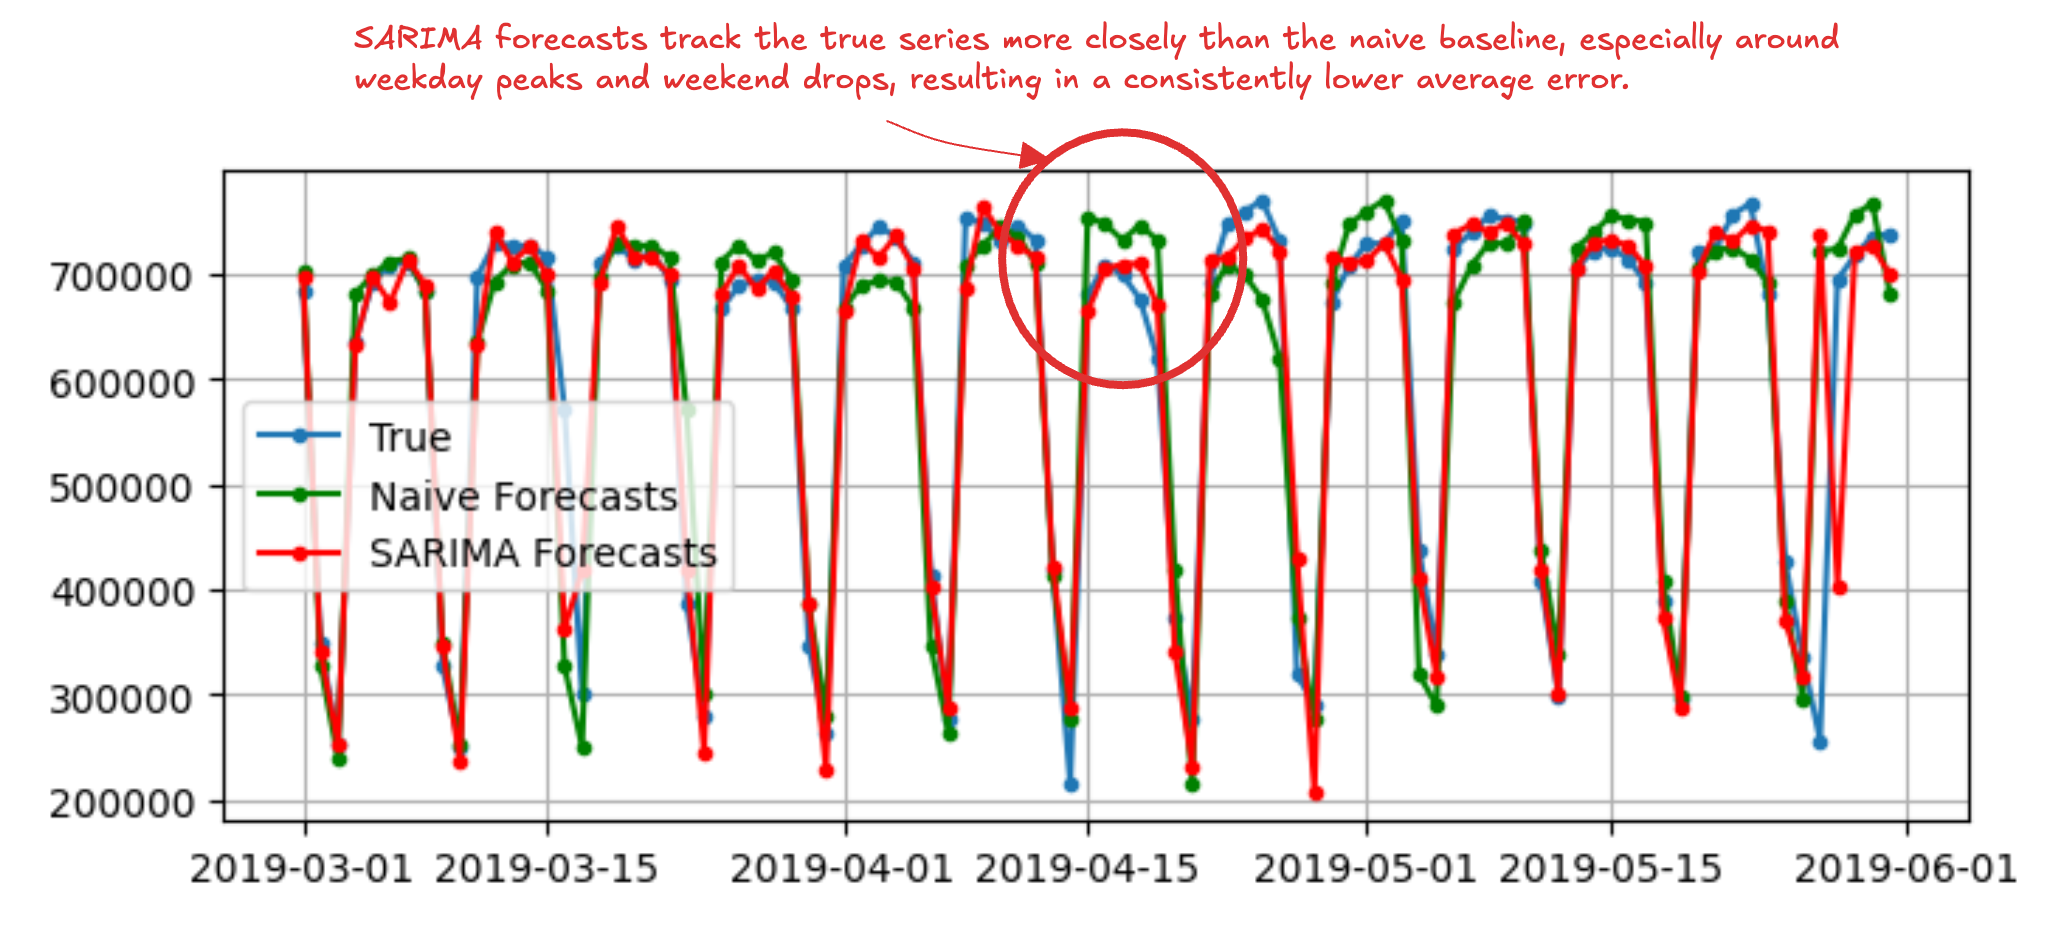 SARIMA forecasts track the true series more closely than the naive baseline, especially around
weekday peaks and weekend drops, resulting in a consistently lower average error.
700000
600000
500000
400000
300000
200000
True
Naive Forecasts
SARIMA Forecasts
2019-03-01 2019-03-15 2019-04-01 2019-04-15 2019-05-01 2019-05-15 2019-06-01